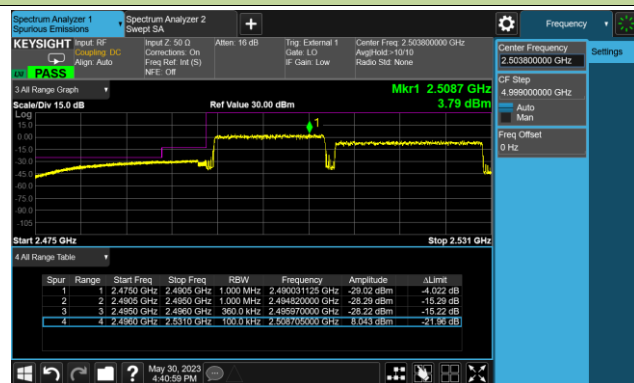 Spectrum Analyzer 1
Spurious Emissions
Spectrum Analyzer 2
Swept SA
Frequency
KEYSIGHT
Input: RF
Coupling: DC
Align: Auto
Input Z: 50 Ω
Corrections: On
Freq Ref: Int (S)
NFE: Off
Atten: 16 dB
Trig: External 1
Gate: LO
IF Gain: Low
Center Freq: 2.503800000 GHz
Avg|Hold:>10/10
Radio Std: None
PASS
Center Frequency
2.503800000 GHz
Settings
CF Step
4.999000000 GHz
Auto
Man
Freq Offset
0 Hz
3 All Range Graph
Mkr1 2.5087 GHz
Scale/Div 15.0 dB
Ref Value 30.00 dBm
3.79 dBm
Log
15.0
0.00
-15.0
-30.0
-45.0
-60.0
-75.0
-90.0
-105
1
Start 2.475 GHz
Stop 2.531 GHz
4 All Range Table
Spur Range Start Freq Stop Freq RBW Frequency Amplitude ΔLimit
1 1 2.4750 GHz 2.4905 GHz 1.000 MHz 2.490031125 GHz -29.02 dBm -4.022 dB
2 2 2.4905 GHz 2.4950 GHz 1.000 MHz 2.494820000 GHz -28.29 dBm -15.29 dB
3 3 2.4950 GHz 2.4960 GHz 360.0 kHz 2.495970000 GHz -28.22 dBm -15.22 dB
4 4 2.4960 GHz 2.5310 GHz 100.0 kHz 2.508705000 GHz 8.043 dBm -21.96 dB
May 30, 2023
4:40:59 PM